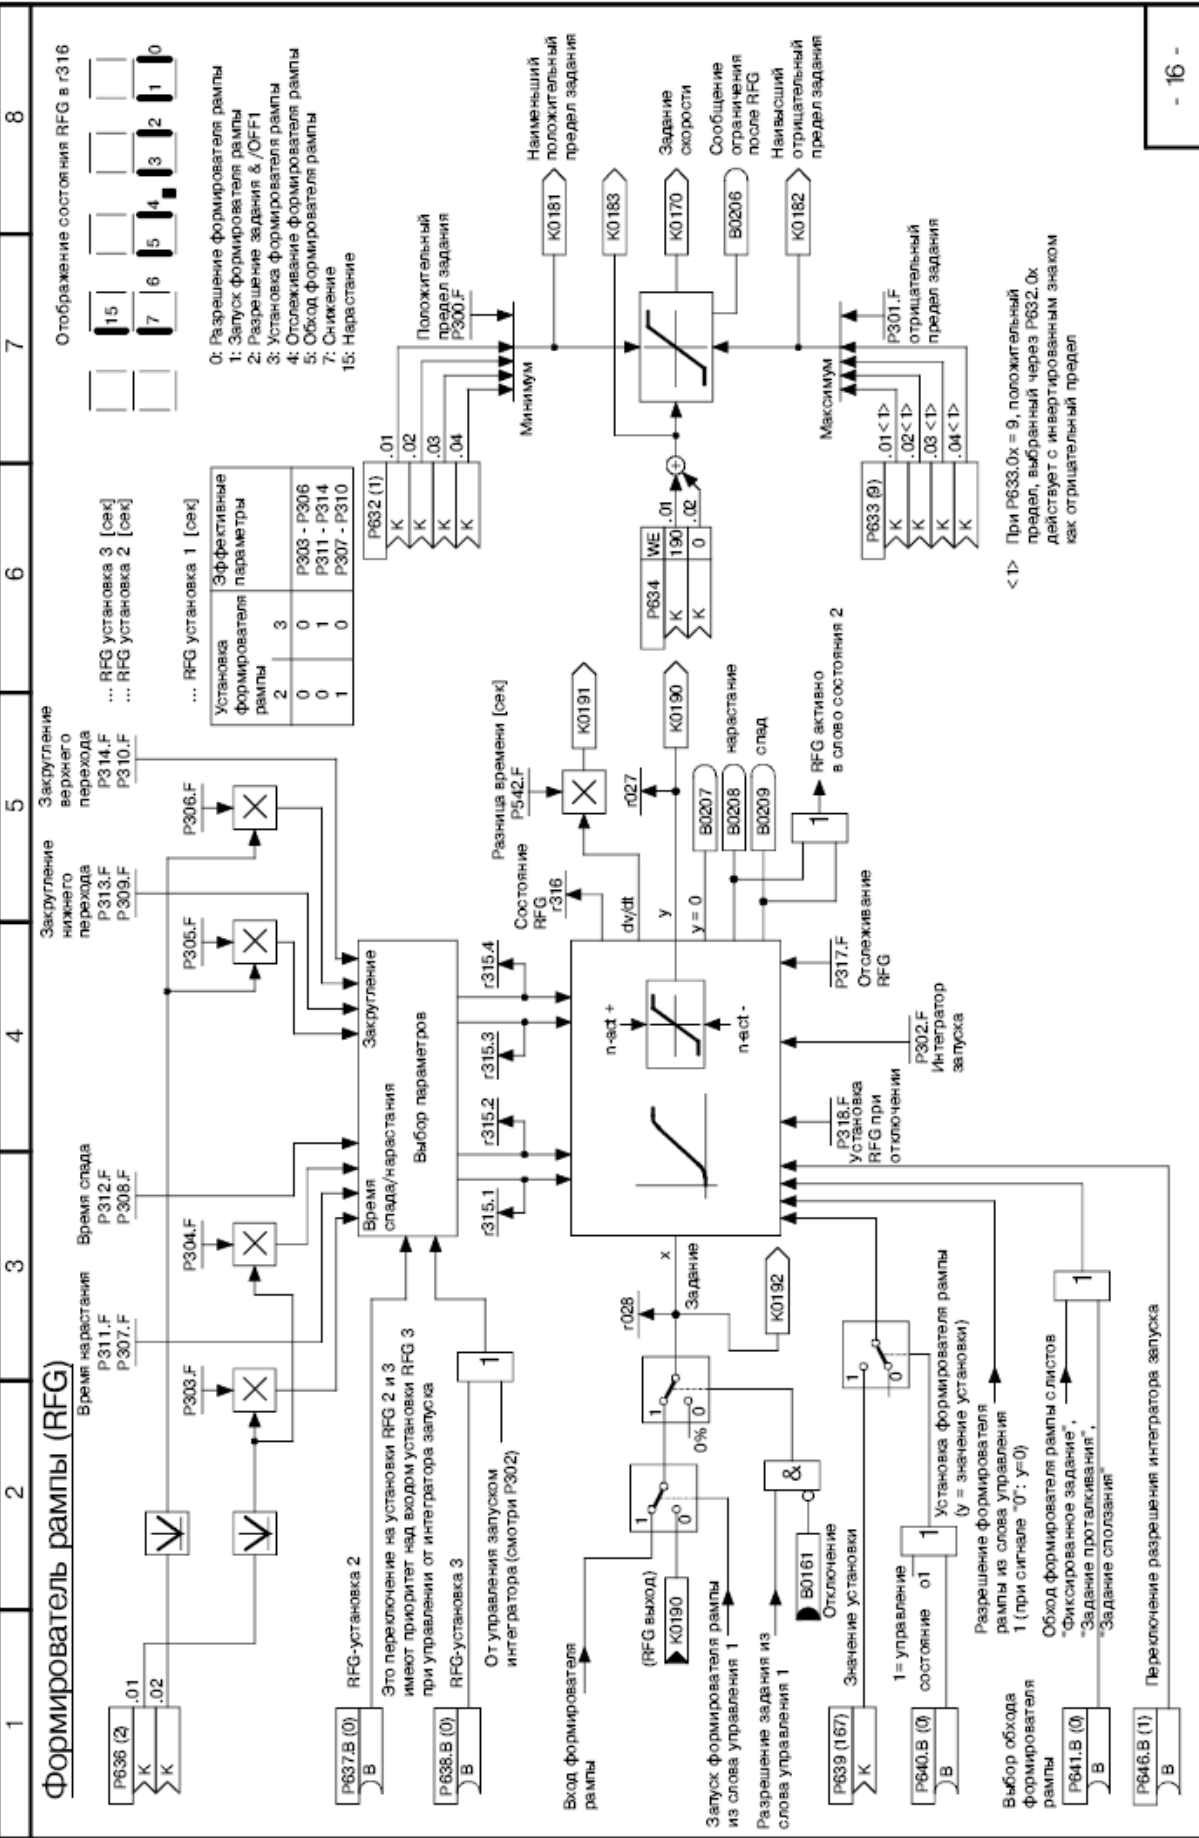 Формирователь рампы (RFG)
1
2
3
4
5
6
7
8
Время нарастания
P311.F
P307.F
Время спада
P312.F
P308.F
Закругление
нижнего
перехода
P313.F
P309.F
Закругление
верхнего
перехода
P314.F
P310.F
... RFG установка 3 [сек]
... RFG установка 2 [сек]
... RFG установка 1 [сек]
P303.F
P304.F
P305.F
P306.F
P636 (2)
.01
K
.02
K
Установка
формирователя
рампы
Эффективные
параметры
2
3
0
0
P303 - P306
0
1
P311 - P314
1
0
P307 - P310
Отображение состояния RFG в r316
15
7
6
5
4
3
2
1
0
0: Разрешение формирователя рампы
1: Запуск формирователя рампы
2: Разрешение задания & /OFF1
3: Установка формирователя рампы
4: Отслеживание формирователя рампы
5: Обход формирователя рампы
7: Снижение
15: Нарастание
P637.B (0)
B
RFG-установка 2
Это переключение на установки RFG 2 и 3
имеют приоритет над входом установки RFG 3
при управлении от интегратора запуска
P638.B (0)
B
RFG-установка 3
От управления запуском
интегратора (смотри P302)
1
Время
спада/нарастания
Закругление
Выбор параметров
r315.1
r315.2
r315.3
r315.4
P632 (1)
K
.01
K
.02
K
.03
K
.04
Положительный
предел задания
P300.F
Минимум
Наименьший
положительный
предел задания
K0181
K0183
K0170
Задание
скорости
B0206
Сообщение
ограничения
после RFG
K0182
Наивысший
отрицательный
предел задания
P634
WE
K
190
.01
K
0
.02
+
Максимум
P301.F
отрицательный
предел задания
P633 (9)
K
.01<1>
K
.02<1>
K
.03 <1>
K
.04<1>
<1> При P633.0x = 9, положительный
предел, выбранный через P632.0x
действует с инвертированным знаком
как отрицательный предел
Вход формирователя
рампы
(RFG выход)
K0190
1
0
1
0
0%
r028
x
Задание
K0192
n-act +
n-act -
Состояние
RFG
r316
dv/dt
Разница времени [сек]
P542.F
K0191
r027
y
K0190
y = 0
B0207
B0208
нарастание
B0209
спад
1
RFG активно
в слово состояния 2
P317.F
Отслеживание
RFG
P302.F
Интегратор
запуска
P318.F
Установка
RFG при
отключении
Запуск формирователя рампы
из слова управления 1
Разрешение задания из
слова управления 1
&
B0161
Отключение
P639 (167)
K
Значение установки
1
0
P640.B (0)
B
1= управление
состояние o1
1
Установка формирователя рампы
(y = значение установки)
Разрешение формирователя
рампы из слова управления
1 (при сигнале "0": y=0)
Выбор обхода
формирователя
рампы
P641.B (0)
B
Обход формирователя рампы с листов
"Фиксированное задание",
"Задание проталкивания",
"Задание сползания"
1
P646.B (1)
B
Переключение разрешения интегратора запуска
- 16 -